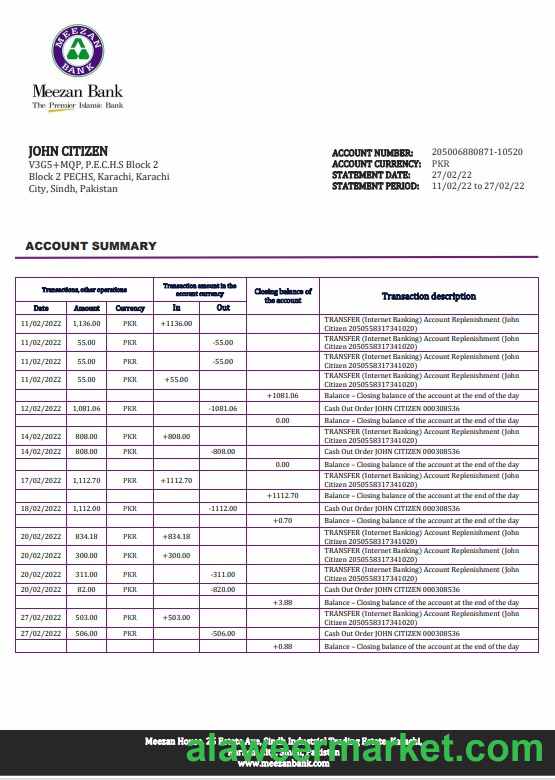 MEEZAN
BANK
Meezan Bank
The Premier Islamic Bank
JOHN CITIZEN
V3G5+MQP, P.E.C.H.S Block 2
Block 2 PECHS, Karachi, Karachi
City, Sindh, Pakistan
ACCOUNT NUMBER: 205006880871-10520
ACCOUNT CURRENCY: PKR
STATEMENT DATE: 27/02/22
STATEMENT PERIOD: 11/02/22 to 27/02/22
ACCOUNT SUMMARY
Transactions, other operations
Transaction amount in the
account currency
Closing balance of
the account
Transaction description
Date Amount Currency In Out
11/02/2022 1,136.00 PKR +1136.00 TRANSFER (Internet Banking) Account Replenishment (John
Citizen 2050558317341020)
11/02/2022 55.00 PKR -55.00 TRANSFER (Internet Banking) Account Replenishment (John
Citizen 2050558317341020)
11/02/2022 55.00 PKR -55.00 TRANSFER (Internet Banking) Account Replenishment (John
Citizen 2050558317341020)
11/02/2022 55.00 PKR +55.00 TRANSFER (Internet Banking) Account Replenishment (John
Citizen 2050558317341020)
+1081.06 Balance – Closing balance of the account at the end of the day
12/02/2022 1,081.06 PKR -1081.06 Cash Out Order JOHN CITIZEN 000308536
0.00 Balance – Closing balance of the account at the end of the day
14/02/2022 808.00 PKR +808.00 TRANSFER (Internet Banking) Account Replenishment (John
Citizen 2050558317341020)
14/02/2022 808.00 PKR -808.00 Cash Out Order JOHN CITIZEN 000308536
0.00 Balance – Closing balance of the account at the end of the day
17/02/2022 1,112.70 PKR +1112.70 TRANSFER (Internet Banking) Account Replenishment (John
Citizen 2050558317341020)
+1112.70 Balance – Closing balance of the account at the end of the day
18/02/2022 1,112.00 PKR -1112.00 Cash Out Order JOHN CITIZEN 000308536
+0.70 Balance – Closing balance of the account at the end of the day
20/02/2022 834.18 PKR +834.18 TRANSFER (Internet Banking) Account Replenishment (John
Citizen 2050558317341020)
20/02/2022 300.00 PKR +300.00 TRANSFER (Internet Banking) Account Replenishment (John
Citizen 2050558317341020)
20/02/2022 311.00 PKR -311.00 TRANSFER (Internet Banking) Account Replenishment (John
Citizen 2050558317341020)
20/02/2022 82.00 PKR -820.00 Cash Out Order JOHN CITIZEN 000308536
+3.88 Balance – Closing balance of the account at the end of the day
27/02/2022 503.00 PKR +503.00 TRANSFER (Internet Banking) Account Replenishment (John
Citizen 2050558317341020)
27/02/2022 506.00 PKR -506.00 Cash Out Order JOHN CITIZEN 000308536
+0.88 Balance – Closing balance of the account at the end of the day
Meezan House, 25 Estate Ave, Sindh Industrial Trading Estate, Karachi,
Sindh, Pakistan
www.meezanbank.com
alaweermarket.com